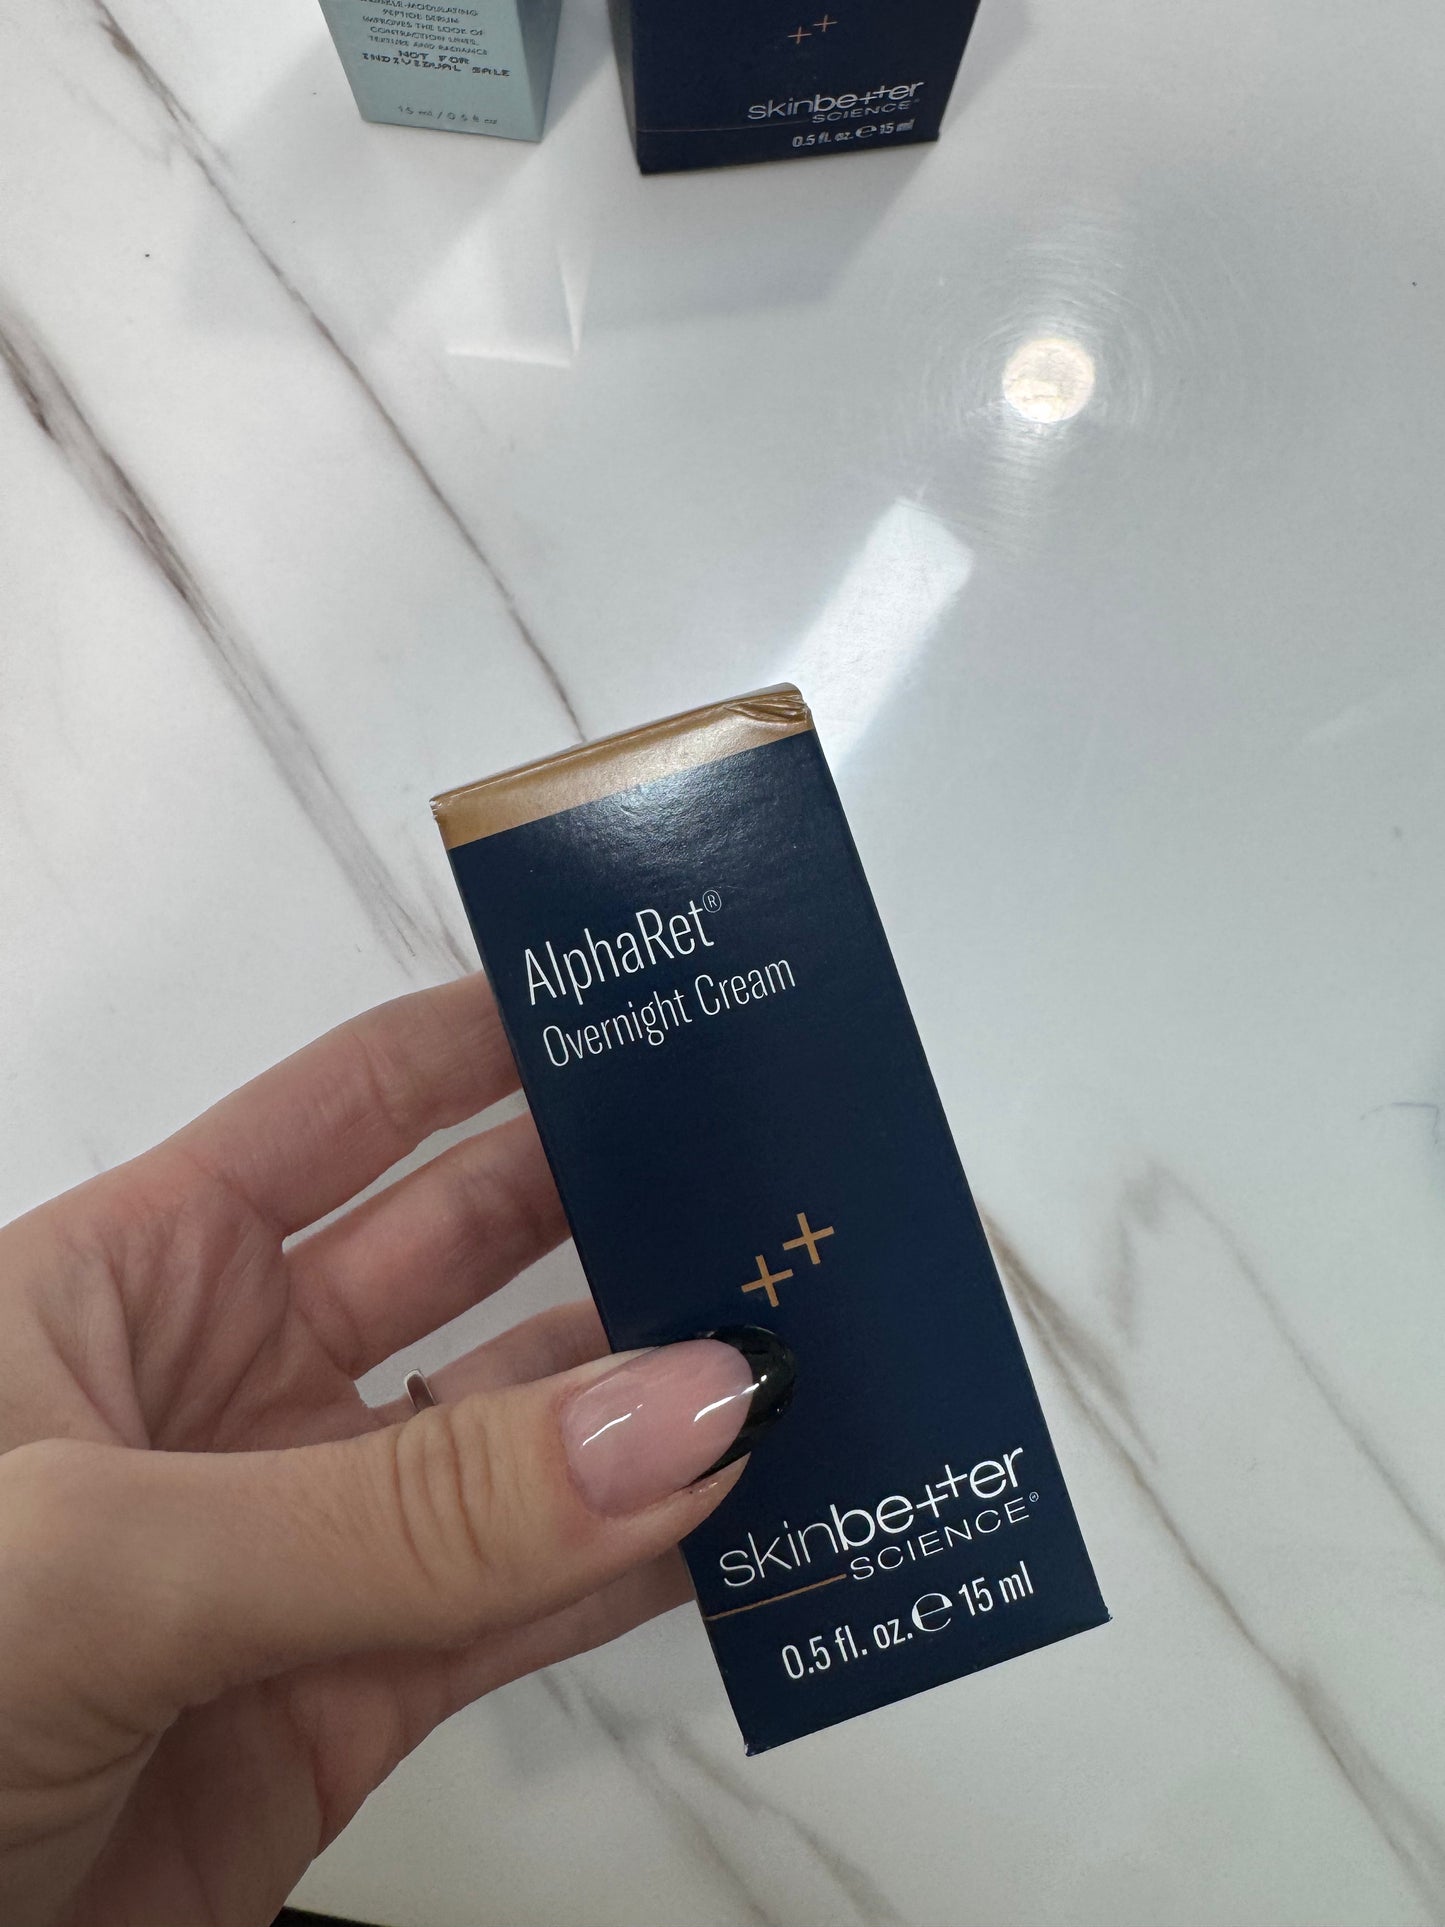 PEPTIDE SERUM
IMPROVES THE LOOK OF
CONTRACTION LINES,
TEXTURE AND RADIANCE
NOT FOR
INDIVIDUAL SALE
15 ml / 0.5 fl oz
++
skinbetter
SCIENCE®
0.5 fl. oz. ℮ 15 ml
AlphaRet®
Overnight Cream
++
skinbetter
SCIENCE®
0.5 fl. oz. ℮ 15 ml